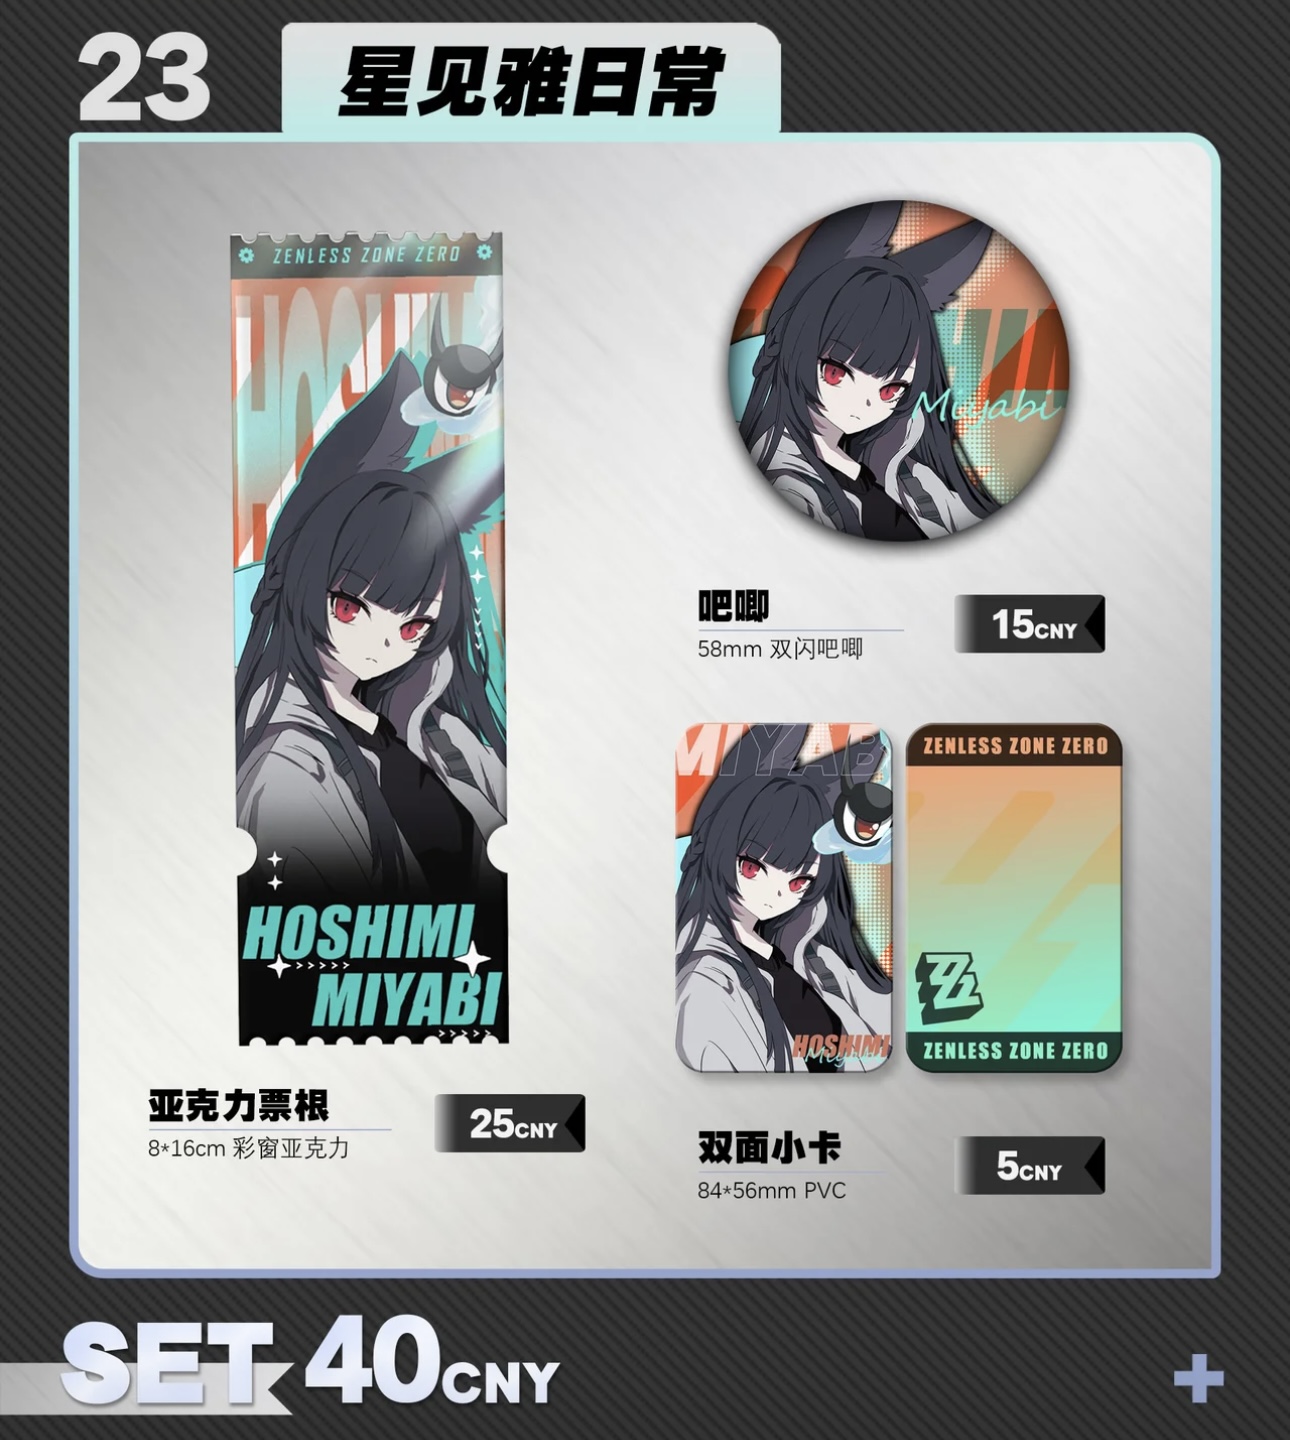 23
星见雅日常
ZENLESS ZONE ZERO
HOSHIMI
HOSHIMI
MIYABI
亚克力票根
8*16cm 彩窗亚克力
25CNY
Miyabi
吧唧
58mm 双闪吧唧
15CNY
MIYABI
HOSHIMI
Miyabi
ZENLESS ZONE ZERO
ZZ
ZENLESS ZONE ZERO
双面小卡
84*56mm PVC
5CNY
SET 40CNY